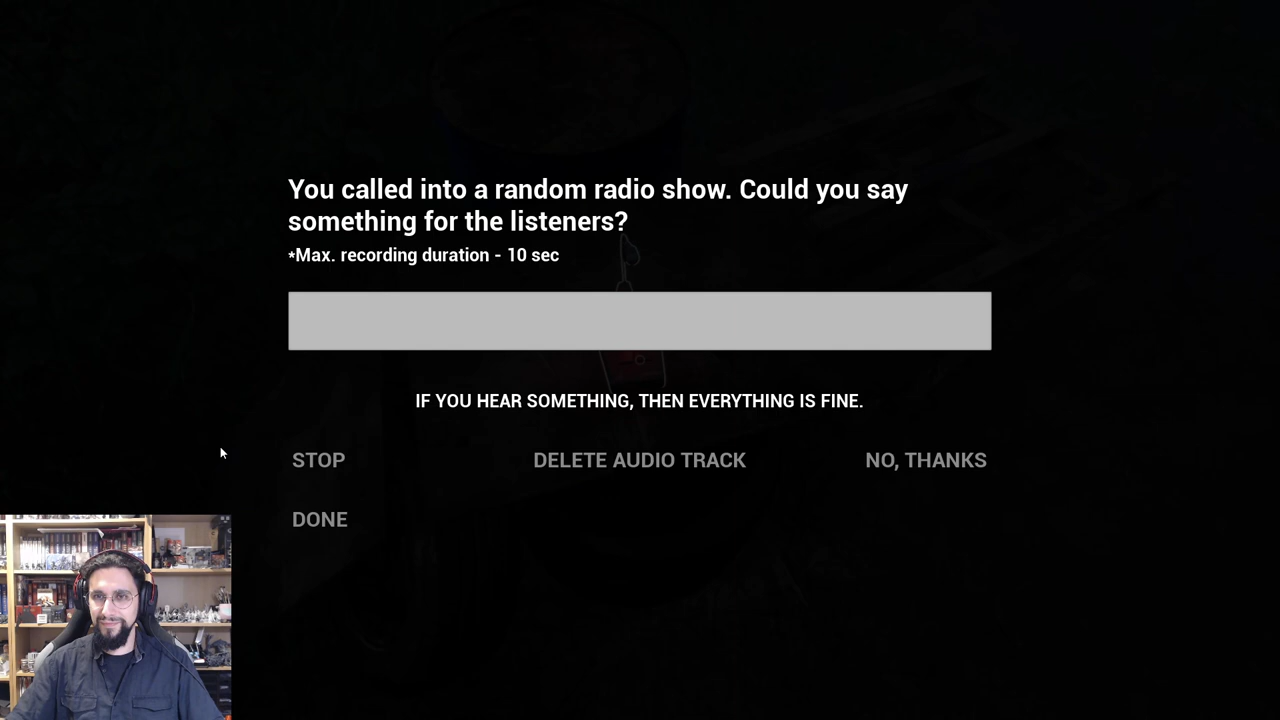 You called into a random radio show. Could you say
something for the listeners?
*Max. recording duration - 10 sec
IF YOU HEAR SOMETHING, THEN EVERYTHING IS FINE.
STOP
DELETE AUDIO TRACK
NO, THANKS
DONE